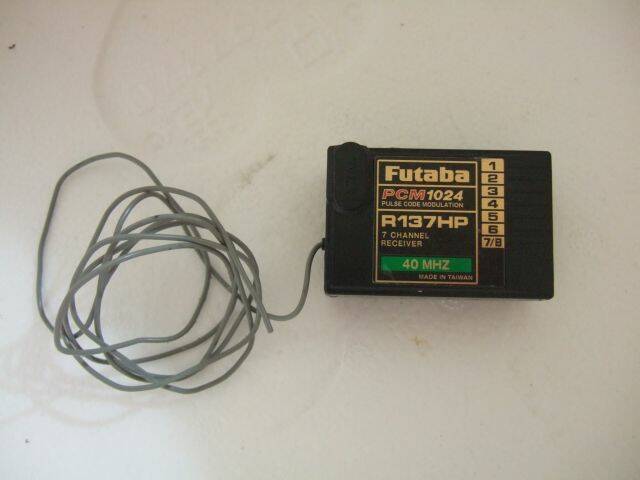 Futaba
PCM1024
PULSE CODE MODULATION
R137HP
7 CHANNEL
RECEIVER
40 MHZ
MADE IN TAIWAN
1
2
3
4
5
6
7/B